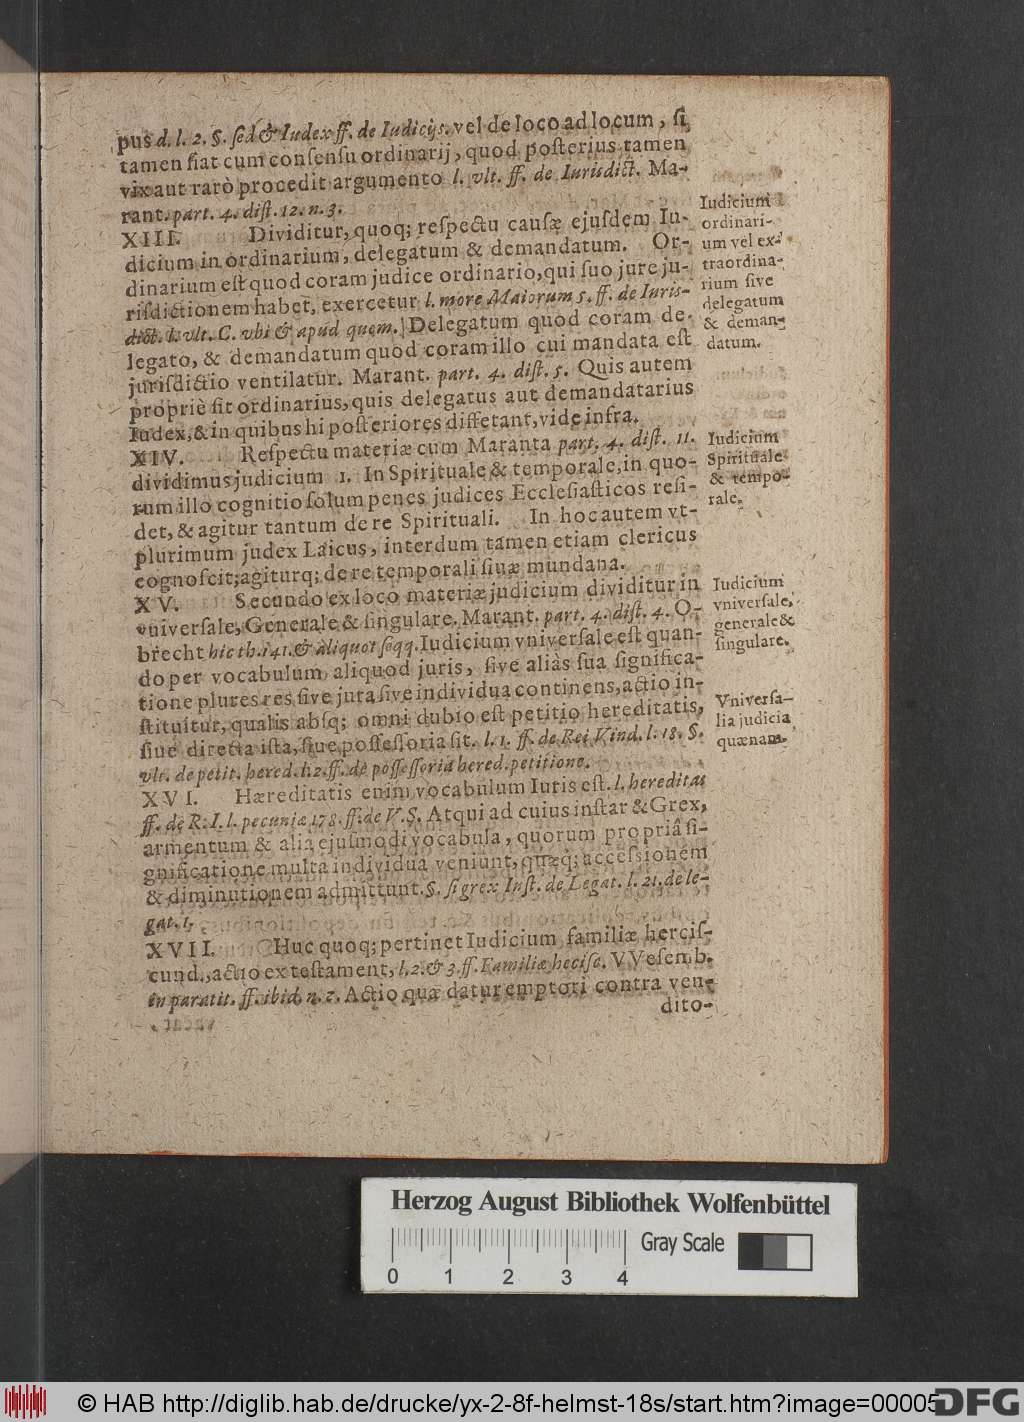 pus d. l. 2. §. ſed & Iudex ff. de Iudicijs. vel de loco ad locum, ſi
tamen fiat cum conſenſu ordinarij, quod poſterius tamen
vix aut rarò procedit argumento l. vlt. ff. de Iurisdict. Ma-
rant. part. 4. diſt. 12. n. 3.
XIII. Dividitur, quoq; reſpectu cauſæ ejuſdem Iu-
dicium in ordinarium, delegatum & demandatum. Or-
dinarium eſt quod coram judice ordinario, qui ſuo jure ju-
riſdictionem habet, exercetur l. more Maiorum 5. ff. de Iuris-
dict. l. vlt. C. vbi & apud quem. Delegatum quod coram de-
legato, & demandatum quod coram illo cui mandata eſt
jurisdictio ventilatur. Marant. part. 4. diſt. 5. Quis autem
propriè ſit ordinarius, quis delegatus aut demandatarius
Iudex, & in quibus hi poſteriores differant, vide infra.
Iudicium
ordinari-
um vel ex-
traordina-
rium ſive
delegatum
& deman-
datum.
XIV. Reſpectu materiæ cum Maranta part. 4. diſt. 11.
dividimus judicium 1. In Spirituale & temporale, in quo-
rum illo cognitio ſolum penes judices Eccleſiaſticos reſi-
det, & agitur tantum de re Spirituali. In hoc autem vt-
plurimum judex Laicus, interdum tamen etiam clericus
cognoſcit; agiturq; de re temporali ſiuæ mundana.
Iudicium
Spirituale
& tempo-
rale.
XV. Secundo ex loco materiæ judicium dividitur in
vniverſale, Generale & ſingulare. Marant. part. 4. diſt. 4. O-
brecht hic th. 141. & aliquot ſeqq. Iudicium vniverſale eſt quan-
do per vocabulum aliquod juris, ſive aliàs ſua ſignifica-
tione plures res ſive jura ſive individua continens, actio in-
ſtituitur, qualis abſq; omni dubio eſt petitio hereditatis,
ſiue directa iſta, ſiue poſſeſſoria ſit. l. 1. ff. de Rei Vind. l. 18. §.
vlt. de petit. hered. l. 2. ff. de poſſeſſoria hered. petitione.
Iudicium
vniverſale,
generale &
ſingulare.
Vniverſa-
lia judicia
quænam.
XVI. Hæreditatis enim vocabulum Iuris eſt. l. hereditas
ff. de R. I. l. pecuniæ 178. ff. de V. S. Atqui ad cuius inſtar & Grex,
armentum & alia ejuſmodi vocabula, quorum propriâ ſi-
gnificatione multa individua veniunt, quæq; acceſſionem
& diminutionem admittunt. §. ſi grex Inſt. de Legat. l. 21. de le-
gat. 1.
XVII. Huc quoq; pertinet Iudicium familiæ herciſ-
cund., actio ex teſtament, l. 2. & 3. ff. Familiæ heciſc. VVeſemb.
in paratit. ff. ibid. n. 7. Actio quæ datur emptori contra ven-
dito-
Herzog August Bibliothek Wolfenbüttel
0 1 2 3 4
Gray Scale
© HAB http://diglib.hab.de/drucke/yx-2-8f-helmst-18s/start.htm?image=00005
DFG